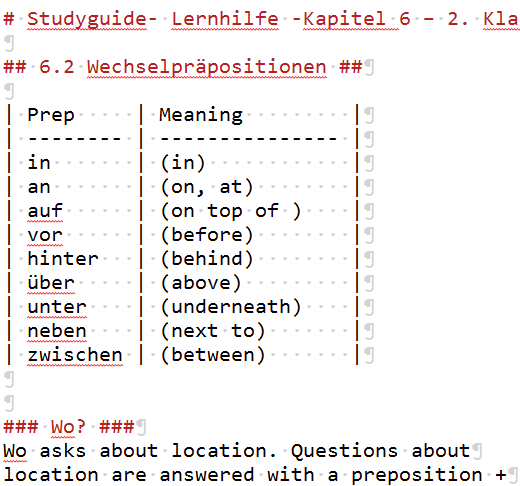 # Studyguide- Lernhilfe -Kapitel 6 – 2. Kla
## 6.2 Wechselpräpositionen ##
| Prep | Meaning |
| -------- | --------------- |
| in | (in) |
| an | (on, at) |
| auf | (on top of ) |
| vor | (before) |
| hinter | (behind) |
| über | (above) |
| unter | (underneath) |
| neben | (next to) |
| zwischen | (between) |
### Wo? ###
Wo asks about location. Questions about
location are answered with a preposition +